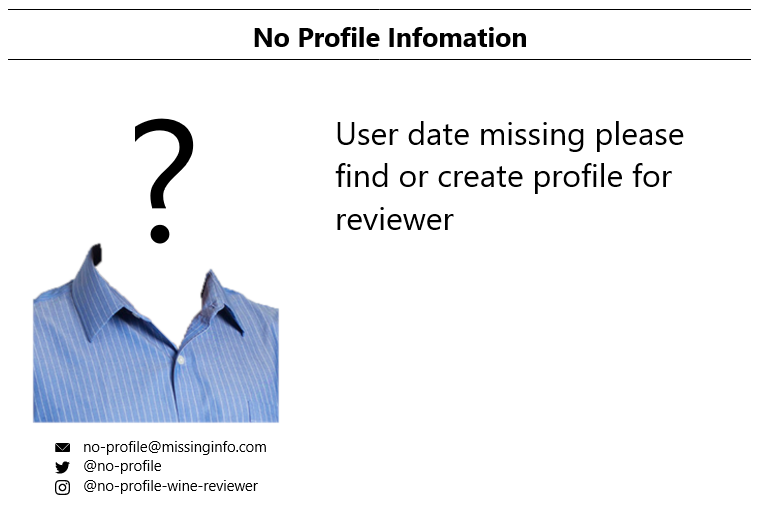 No Profile Infomation
?
User date missing please
find or create profile for
reviewer
no-profile@missinginfo.com
@no-profile
@no-profile-wine-reviewer